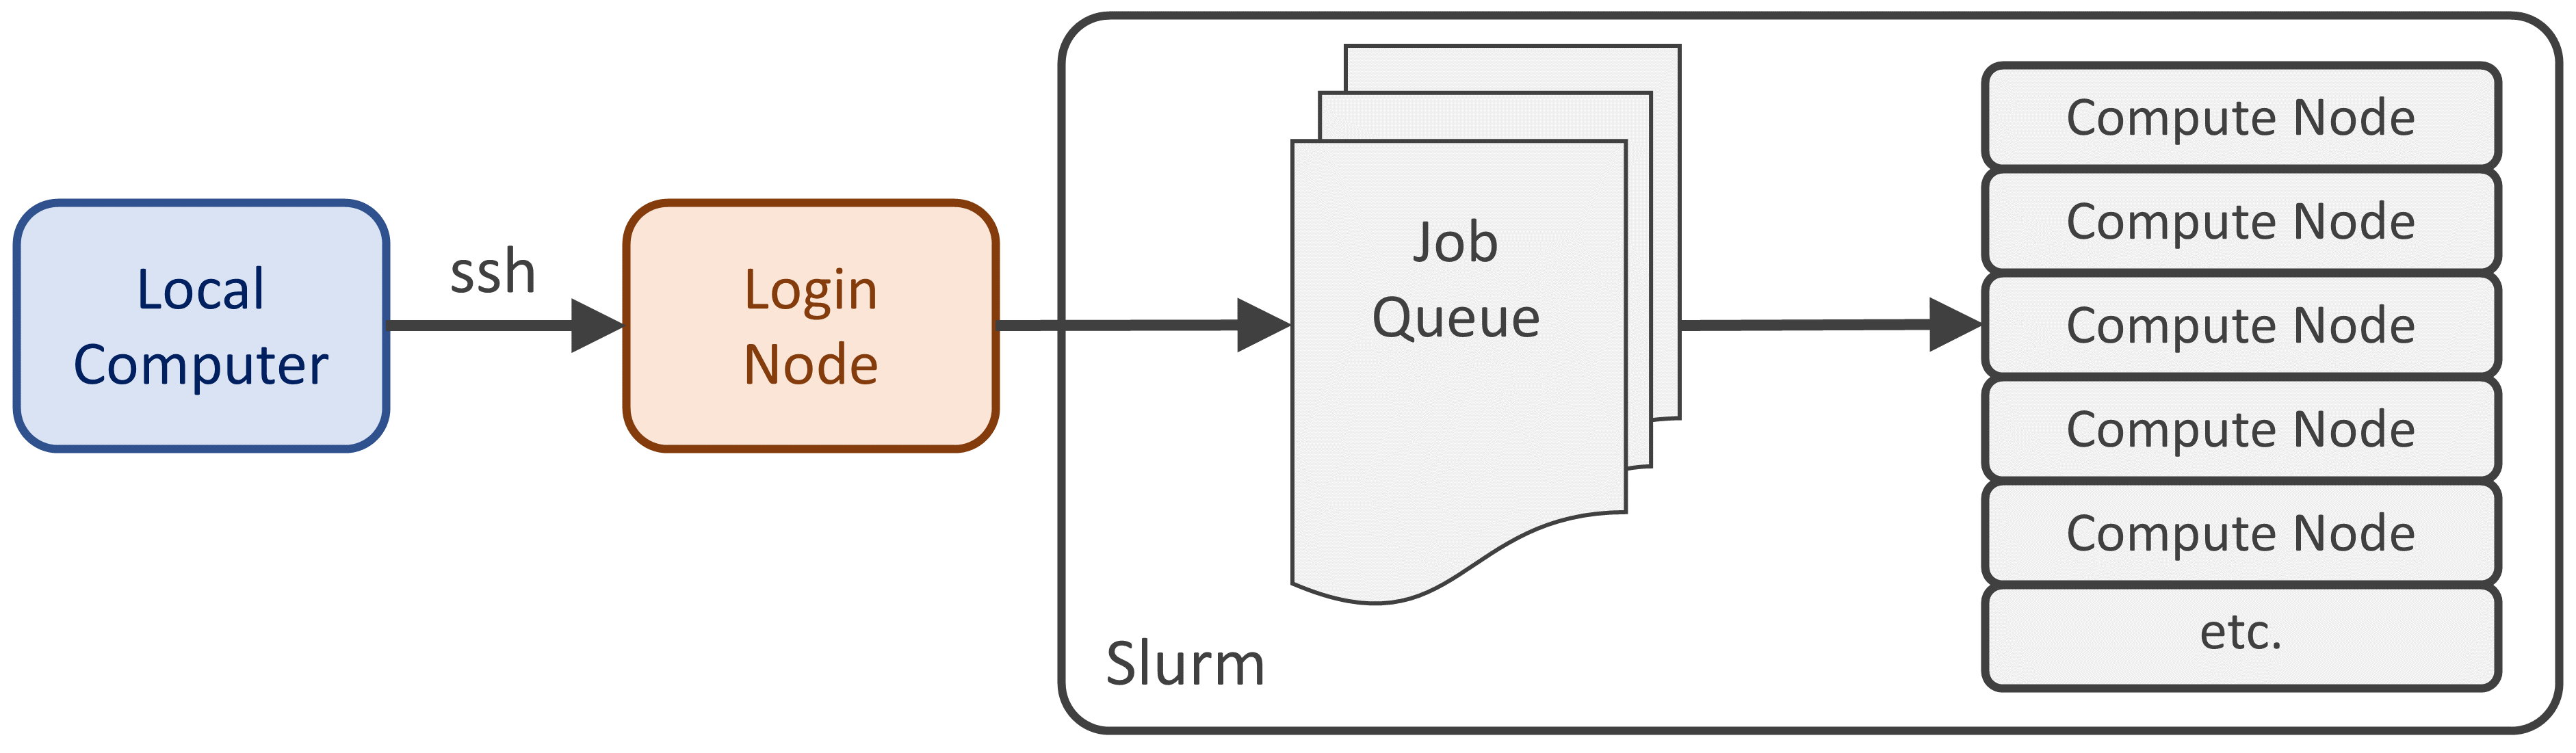 Local
Computer
ssh
Login
Node
Slurm
Job
Queue
Compute Node
Compute Node
Compute Node
Compute Node
Compute Node
etc.